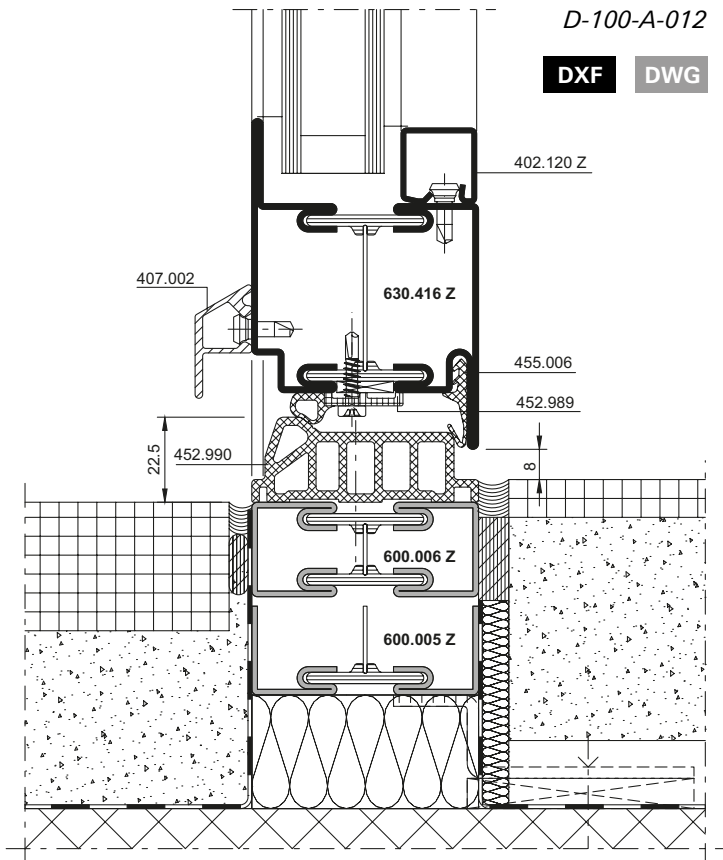 D-100-A-012
DXF DWG
402.120 Z
407.002
630.416 Z
455.006
452.989
22.5
452.990
8
600.006 Z
600.005 Z